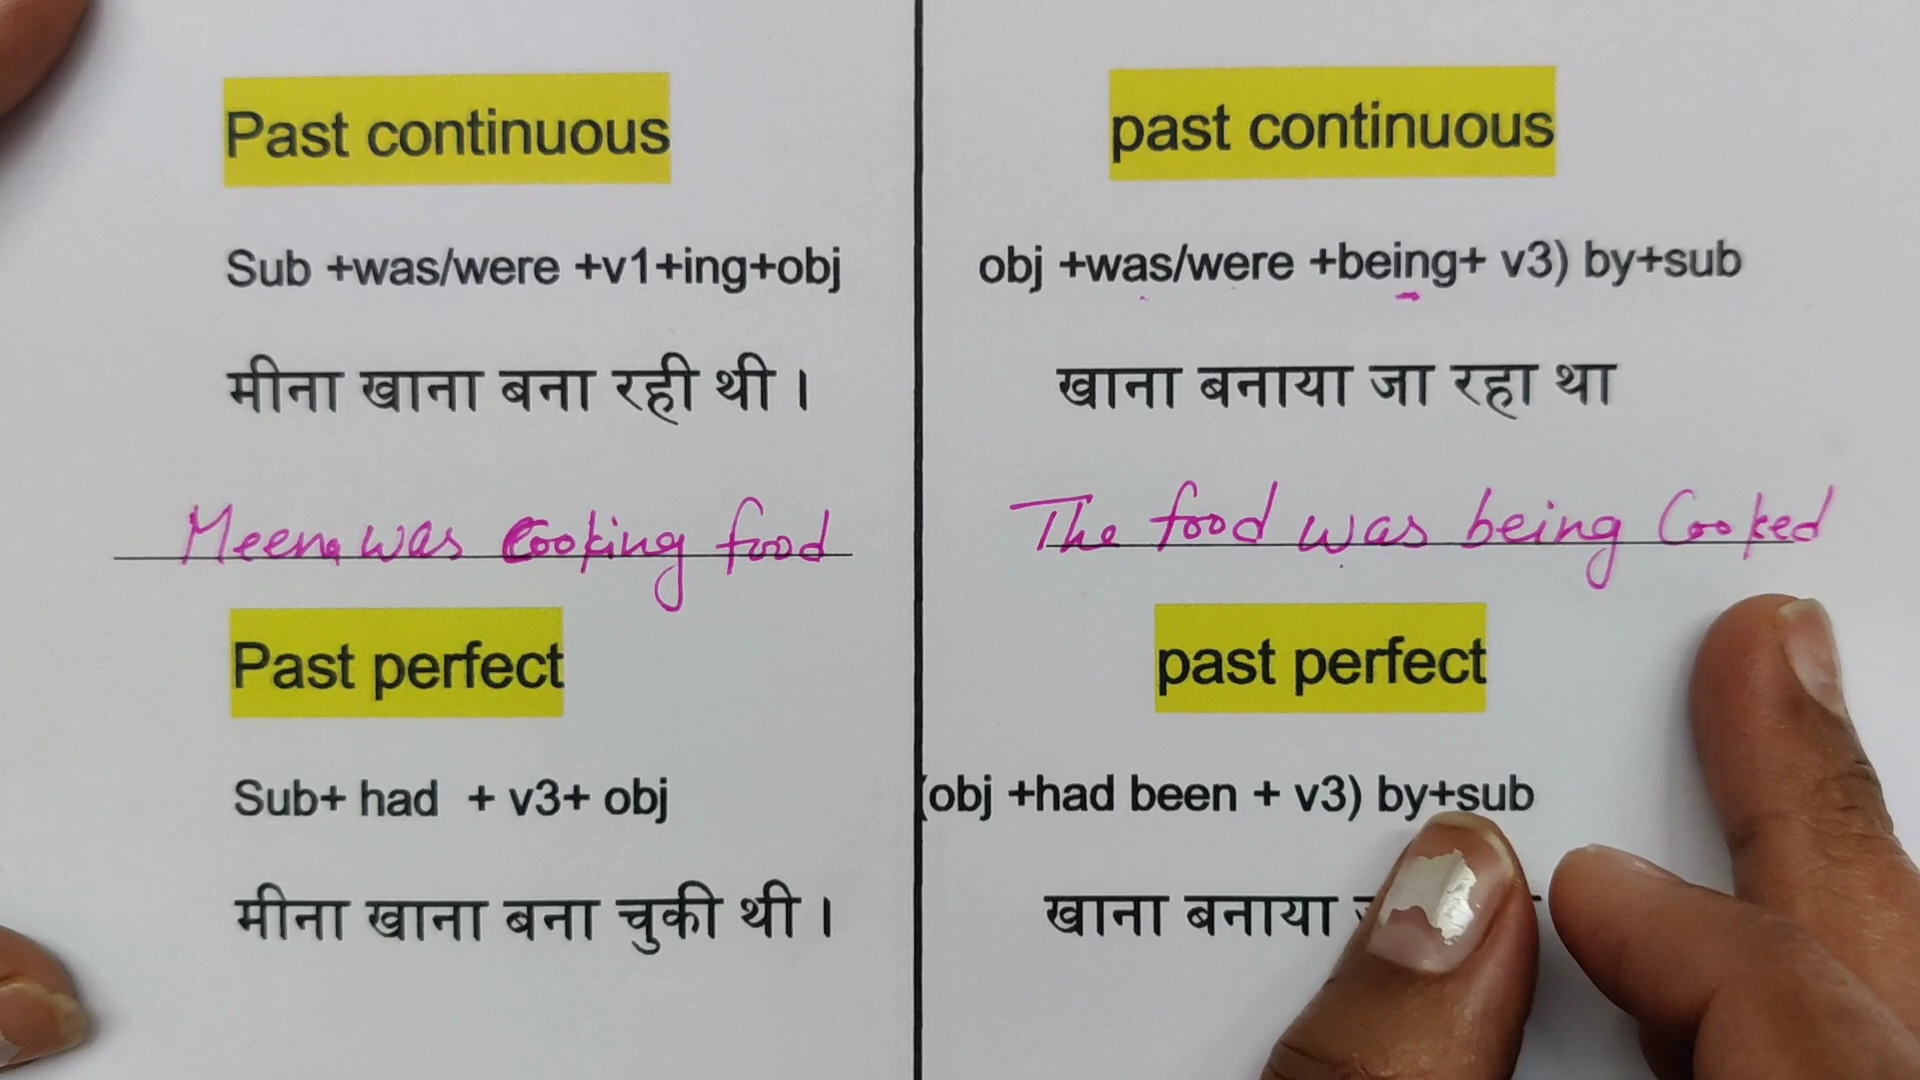 Past continuous
Sub +was/were +v1+ing+obj
मीना खाना बना रही थी ।
Meena was cooking food
Past perfect
Sub+ had + v3+ obj
मीना खाना बना चुकी थी ।
past continuous
obj +was/were +being+ v3) by+sub
खाना बनाया जा रहा था
The food was being Cooked
past perfect
(obj +had been + v3) by+sub
खाना बनाया